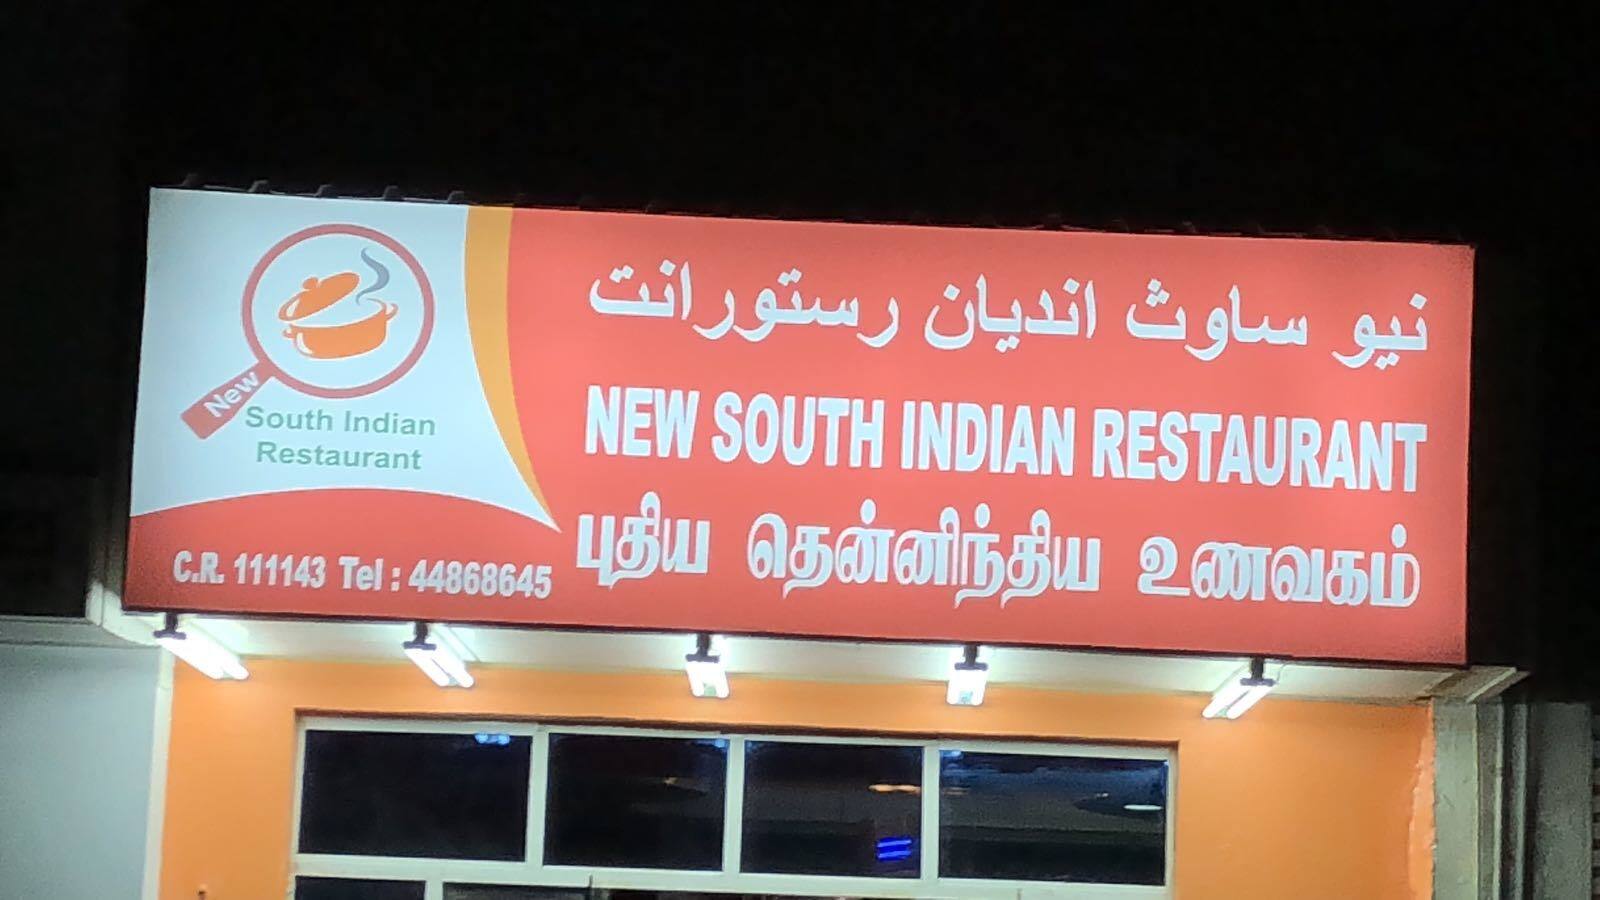 نيو ساوث انديان رستورانت
NEW SOUTH INDIAN RESTAURANT
புதிய தென்னிந்திய உணவகம்
New
South Indian
Restaurant
C.R. 111143 Tel : 44868645